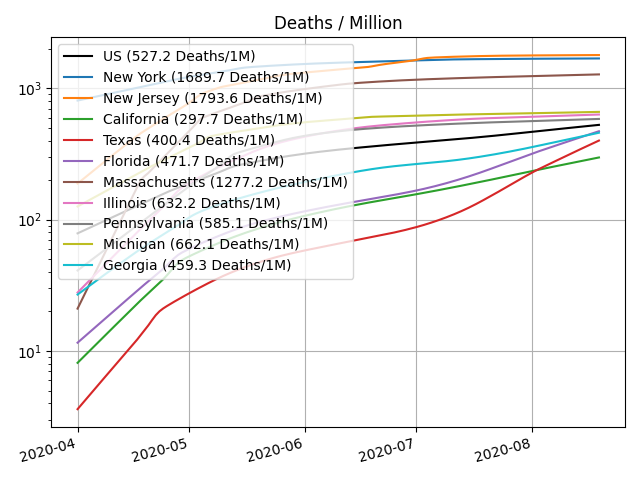 Deaths / Million
US (527.2 Deaths/1M)
New York (1689.7 Deaths/1M)
New Jersey (1793.6 Deaths/1M)
California (297.7 Deaths/1M)
Texas (400.4 Deaths/1M)
Florida (471.7 Deaths/1M)
Massachusetts (1277.2 Deaths/1M)
Illinois (632.2 Deaths/1M)
Pennsylvania (585.1 Deaths/1M)
Michigan (662.1 Deaths/1M)
Georgia (459.3 Deaths/1M)
10³
10²
10¹
2020-04 2020-05 2020-06 2020-07 2020-08